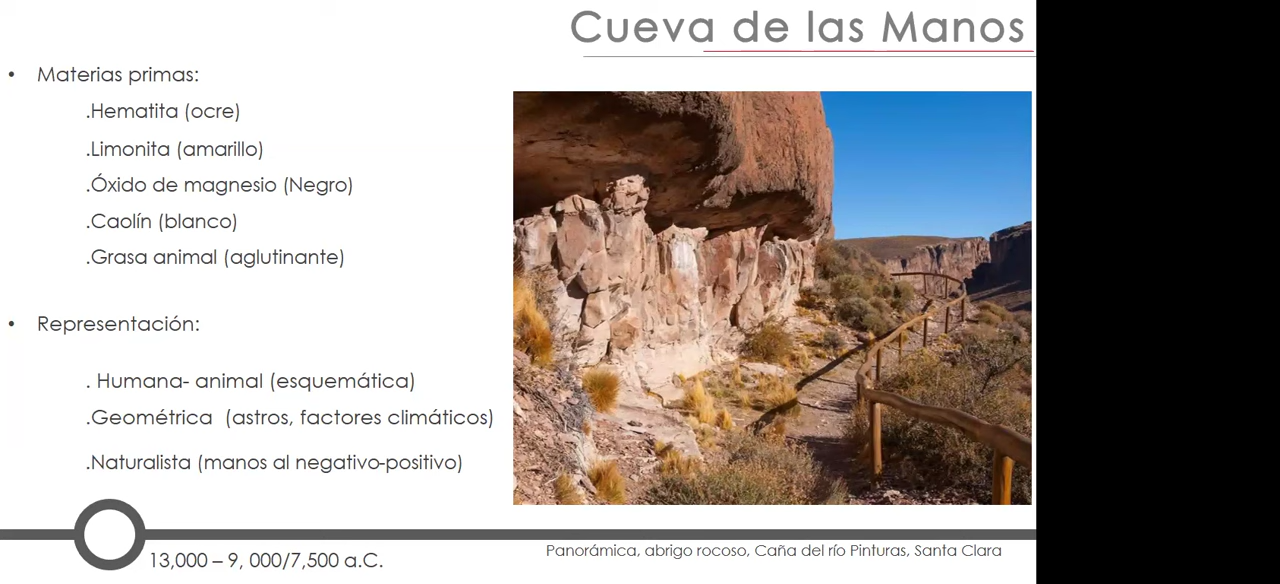 Cueva de las Manos
• Materias primas:
.Hematita (ocre)
.Limonita (amarillo)
.Óxido de magnesio (Negro)
.Caolín (blanco)
.Grasa animal (aglutinante)
• Representación:
. Humana- animal (esquemática)
.Geométrica (astros, factores climáticos)
.Naturalista (manos al negativo-positivo)
13,000 – 9, 000/7,500 a.C.
Panorámica, abrigo rocoso, Caña del río Pinturas, Santa Clara